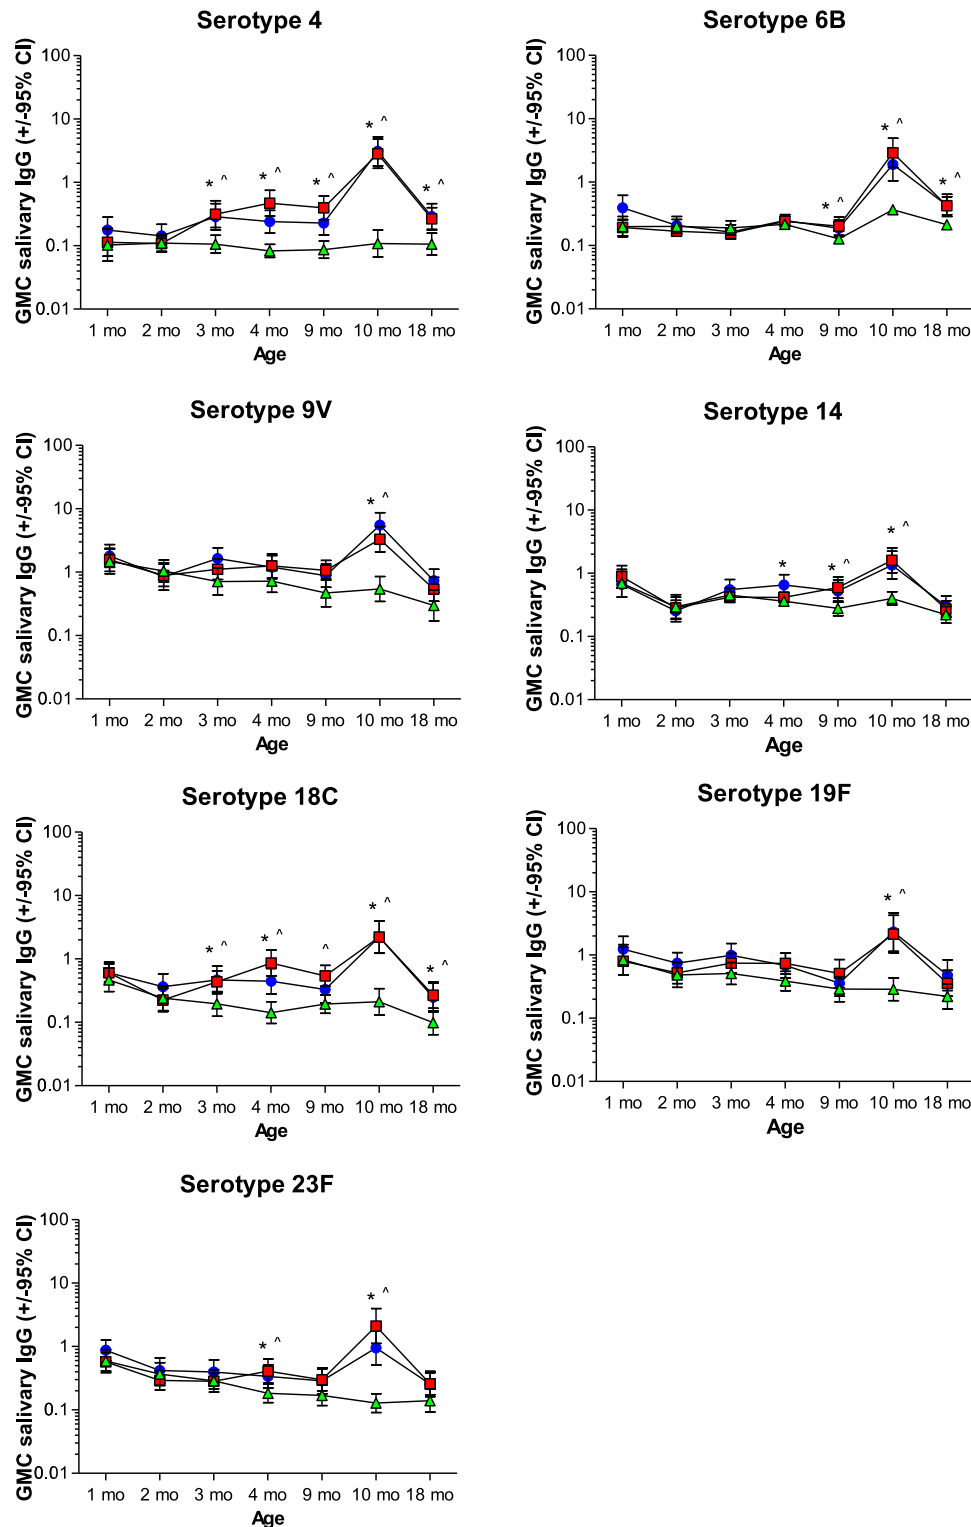 Serotype 4
GMC salivary IgG (+/-95% CI)
100
10
1
0.1
0.01
* ^
* ^
* ^
* ^
* ^
1 mo 2 mo 3 mo 4 mo 9 mo 10 mo 18 mo
Age
Serotype 6B
GMC salivary IgG (+/-95% CI)
100
10
1
0.1
0.01
* ^
* ^
* ^
1 mo 2 mo 3 mo 4 mo 9 mo 10 mo 18 mo
Age
Serotype 9V
GMC salivary IgG (+/-95% CI)
100
10
1
0.1
0.01
* ^
1 mo 2 mo 3 mo 4 mo 9 mo 10 mo 18 mo
Age
Serotype 14
GMC salivary IgG (+/-95% CI)
100
10
1
0.1
0.01
*
* ^
* ^
1 mo 2 mo 3 mo 4 mo 9 mo 10 mo 18 mo
Age
Serotype 18C
GMC salivary IgG (+/-95% CI)
100
10
1
0.1
0.01
* ^
* ^
^
* ^
* ^
1 mo 2 mo 3 mo 4 mo 9 mo 10 mo 18 mo
Age
Serotype 19F
GMC salivary IgG (+/-95% CI)
100
10
1
0.1
0.01
* ^
1 mo 2 mo 3 mo 4 mo 9 mo 10 mo 18 mo
Age
Serotype 23F
GMC salivary IgG (+/-95% CI)
100
10
1
0.1
0.01
* ^
* ^
1 mo 2 mo 3 mo 4 mo 9 mo 10 mo 18 mo
Age